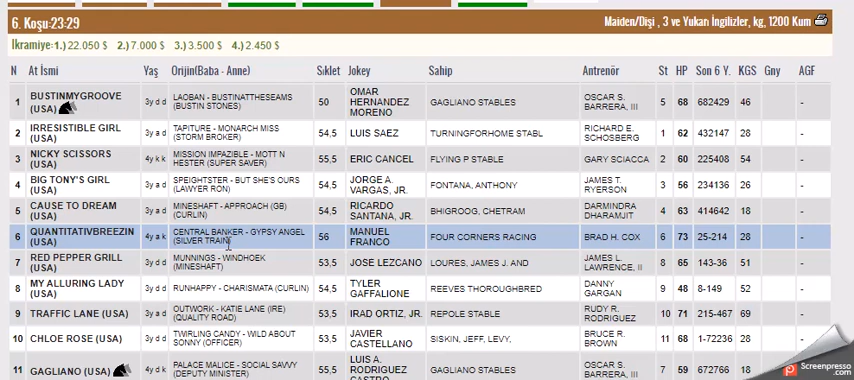 6. Koşu:23:29 Maiden/Dişi , 3 ve Yukarı İngilizler, kg, 1200 Kum
İkramiye: 1.) 22.050 $ 2.) 7.000 $ 3.) 3.500 $ 4.) 2.450 $
N At İsmi Yaş Orijin(Baba - Anne) Sıklet Jokey Sahip Antrenör St HP Son 6 Y. KGS Gny AGF
1 BUSTINMYGROOVE (USA) 3y d d LAOBAN - BUSTINATTHESEAMS (BUSTIN STONES) 50 OMAR HERNANDEZ MORENO GAGLIANO STABLES OSCAR S. BARRERA, III 5 68 682429 46 -
2 IRRESISTIBLE GIRL (USA) 3y a d TAPITURE - MONARCH MISS (STORM BROKER) 54,5 LUIS SAEZ TURNINGFORHOME STABL RICHARD E. SCHOSBERG 1 62 432147 28 -
3 NICKY SCISSORS (USA) 4y k k MISSION IMPAZIBLE - MOTT N HESTER (SUPER SAVER) 55,5 ERIC CANCEL FLYING P STABLE GARY SCIACCA 2 60 225408 54 -
4 BIG TONY'S GIRL (USA) 3y a d SPEIGHTSTER - BUT SHE'S OURS (LAWYER RON) 54,5 JORGE A. VARGAS, JR. FONTANA, ANTHONY JAMES T. RYERSON 3 56 234136 26 -
5 CAUSE TO DREAM (USA) 3y a d MINESHAFT - APPROACH (GB) (CURLIN) 54,5 RICARDO SANTANA, JR. BHIGROOG, CHETRAM DARMINDRA DHARAMJIT 4 63 414642 18 -
6 QUANTITATIVBREEZIN (USA) 4y a k CENTRAL BANKER - GYPSY ANGEL (SILVER TRAIN) 56 MANUEL FRANCO FOUR CORNERS RACING BRAD H. COX 6 73 25-214 28 -
7 RED PEPPER GRILL (USA) 3y d d MUNNINGS - WINDHOEK (MINESHAFT) 53,5 JOSE LEZCANO LOURES, JAMES J. AND JAMES L. LAWRENCE, II 8 65 143-36 51 -
8 MY ALLURING LADY (USA) 3y d d RUNHAPPY - CHARISMATA (CURLIN) 54,5 TYLER GAFFALIONE REEVES THOROUGHBRED DANNY GARGAN 9 48 8-149 52 -
9 TRAFFIC LANE (USA) 3y a d OUTWORK - KATIE LANE (IRE) (QUALITY ROAD) 53,5 IRAD ORTIZ, JR. REPOLE STABLE RUDY R. RODRIGUEZ 10 71 215-467 69 -
10 CHLOE ROSE (USA) 3y d d TWIRLING CANDY - WILD ABOUT SONNY (OFFICER) 53,5 JAVIER CASTELLANO SISKIN, JEFF, LEVY, BRUCE R. BROWN 11 68 1-72236 28 -
11 GAGLIANO (USA) 4y d k PALACE MALICE - SOCIAL SAVVY (DEPUTY MINISTER) 55,5 LUIS A. RODRIGUEZ CASTRO GAGLIANO STABLES OSCAR S. BARRERA, III 7 59 672766 18 -
Screenpresso.com